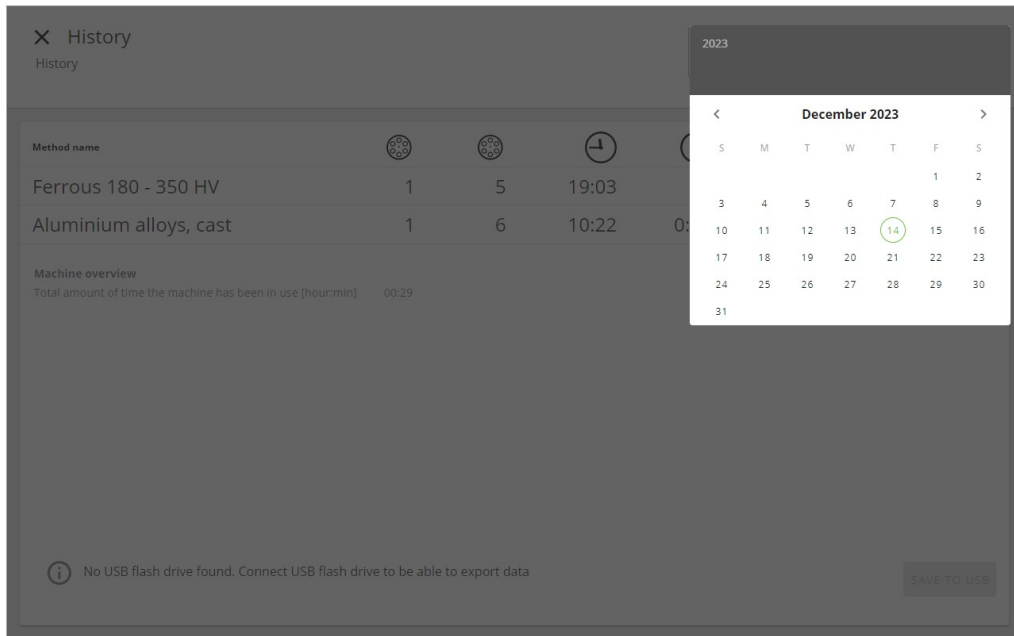 History
History
2023
December 2023
S M T W T F S
1 2
3 4 5 6 7 8 9
10 11 12 13 14 15 16
17 18 19 20 21 22 23
24 25 26 27 28 29 30
31
Method name
Ferrous 180 - 350 HV 1 5 19:03
Aluminium alloys, cast 1 6 10:22 0:
Machine overview
Total amount of time the machine has been in use [hour:min] 00:29
No USB flash drive found. Connect USB flash drive to be able to export data
SAVE TO USB